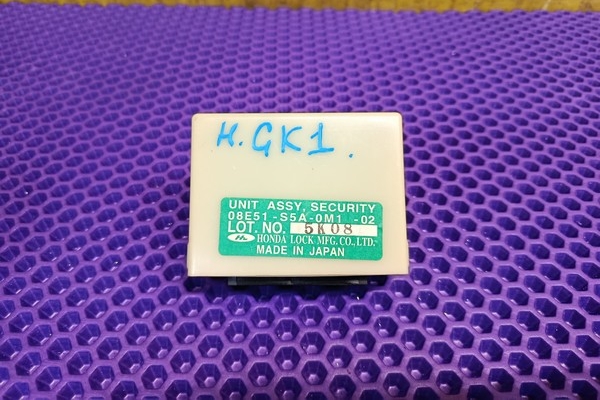 H. GK1.
UNIT ASSY, SECURITY
08E51-S5A-0M1 -02
LOT. NO. 5K08
HL HONDA LOCK MFG. CO., LTD.
MADE IN JAPAN